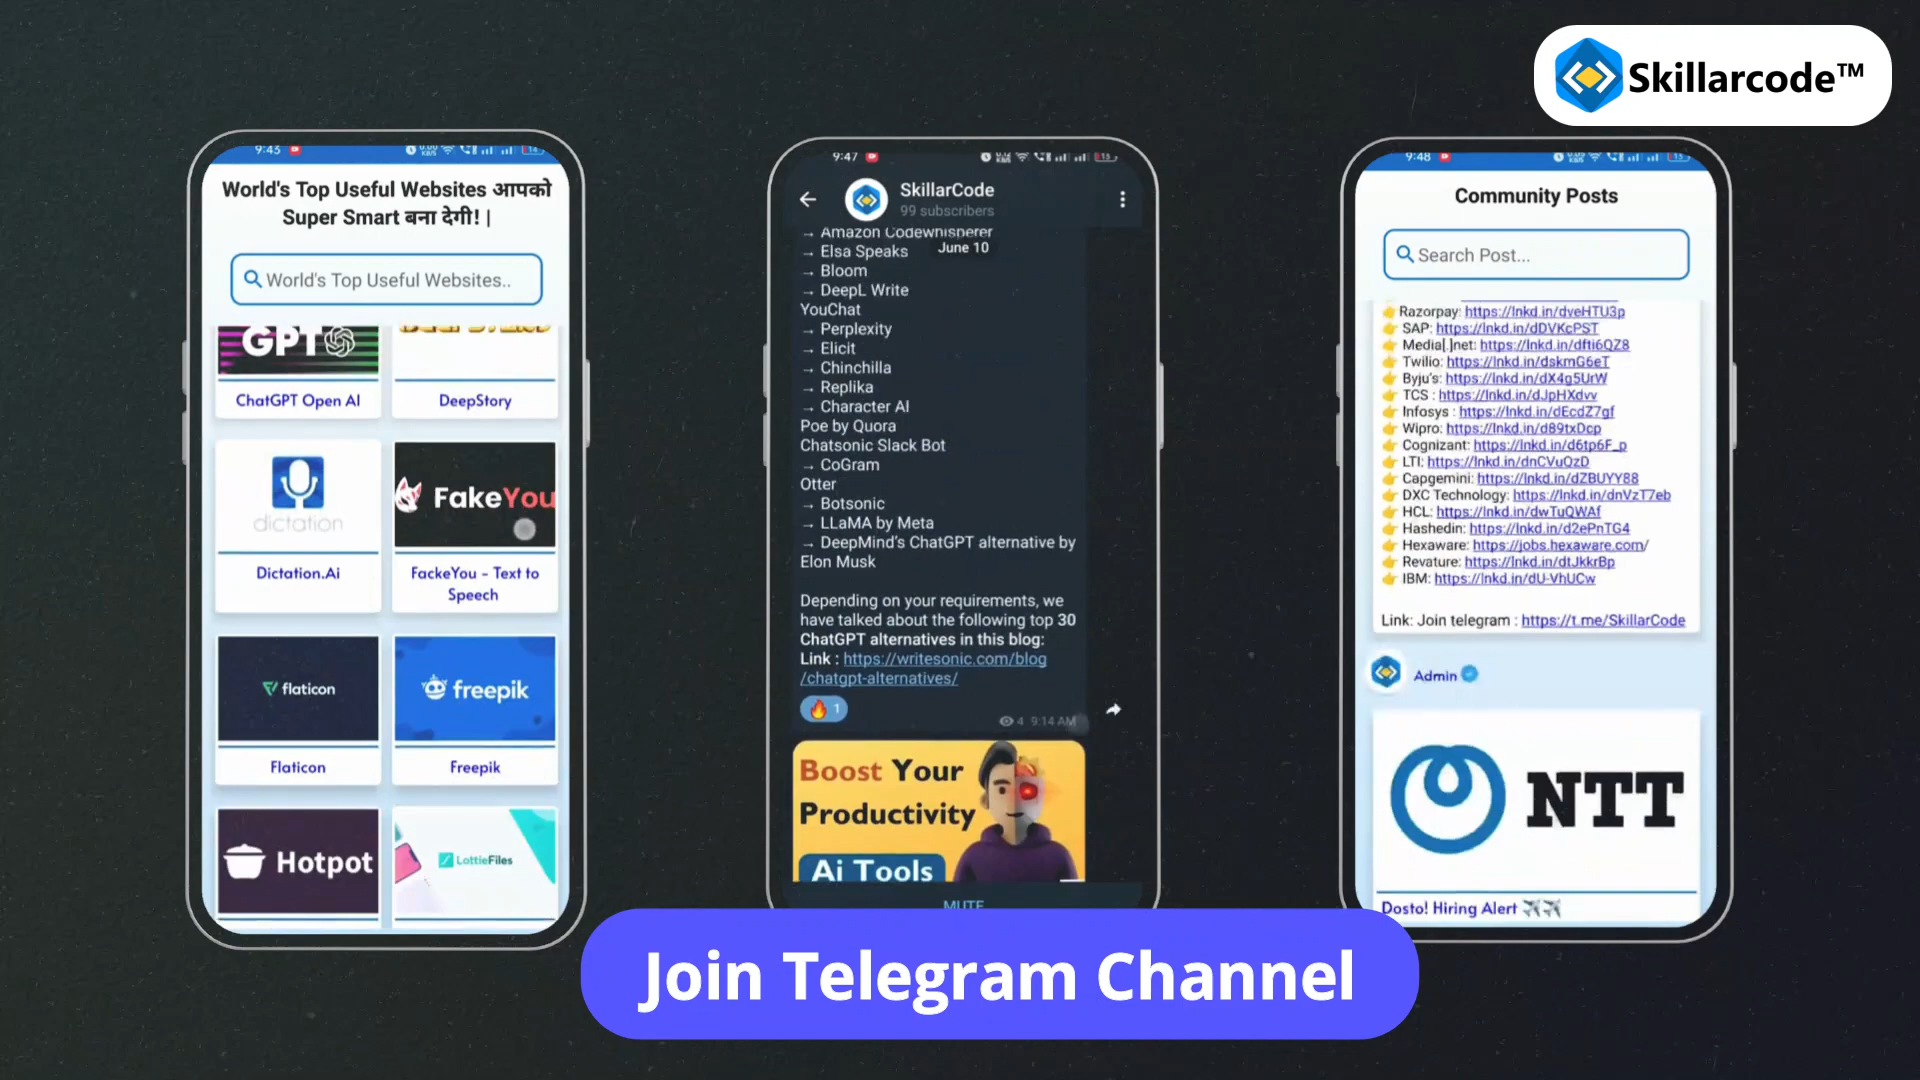 Skillarcode™
9:45
World's Top Useful Websites आपको
Super Smart बना देगी! |
World's Top Useful Websites..
GPT
ChatGPT Open AI
DeepStory
dictation
Dictation.Ai
FakeYou
FackeYou - Text to
Speech
flaticon
Flaticon
freepik
Freepik
Hotpot
LottieFiles
9:47
SkillarCode
99 subscribers
→ Amazon Codewhisperer
June 10
→ Elsa Speaks
→ Bloom
→ DeepL Write
YouChat
→ Perplexity
→ Elicit
→ Chinchilla
→ Replika
→ Character AI
Poe by Quora
Chatsonic Slack Bot
→ CoGram
Otter
→ Botsonic
→ LLaMA by Meta
→ DeepMind's ChatGPT alternative by
Elon Musk
Depending on your requirements, we
have talked about the following top 30
ChatGPT alternatives in this blog:
Link : https://writesonic.com/blog
/chatgpt-alternatives/
🔥 1
4 9:14 AM
Boost Your
Productivity
Ai Tools
MUTE
9:48
Community Posts
Search Post...
👉 Razorpay: https://lnkd.in/dveHTU3p
👉 SAP: https://lnkd.in/dDVKcPST
👉 Media[.]net: https://lnkd.in/dfti6QZ8
👉 Twilio: https://lnkd.in/dskmG6eT
👉 Byju's: https://lnkd.in/dX4g5UrW
👉 TCS : https://lnkd.in/dJpHXdvv
👉 Infosys : https://lnkd.in/dEcdZ7gf
👉 Wipro: https://lnkd.in/d89txDcp
👉 Cognizant: https://lnkd.in/d6tp6F_p
👉 LTI: https://lnkd.in/dnCVuQzD
👉 Capgemini: https://lnkd.in/dZBUYY88
👉 DXC Technology: https://lnkd.in/dnVzT7eb
👉 HCL: https://lnkd.in/dwTuQWAf
👉 Hashedin: https://lnkd.in/d2ePnTG4
👉 Hexaware: https://jobs.hexaware.com/
👉 Revature: https://lnkd.in/dtJkkrBp
👉 IBM: https://lnkd.in/dU-VhUCw
Link: Join telegram : https://t.me/SkillarCode
Admin
NTT
Dosto! Hiring Alert ✈️✈️
Join Telegram Channel